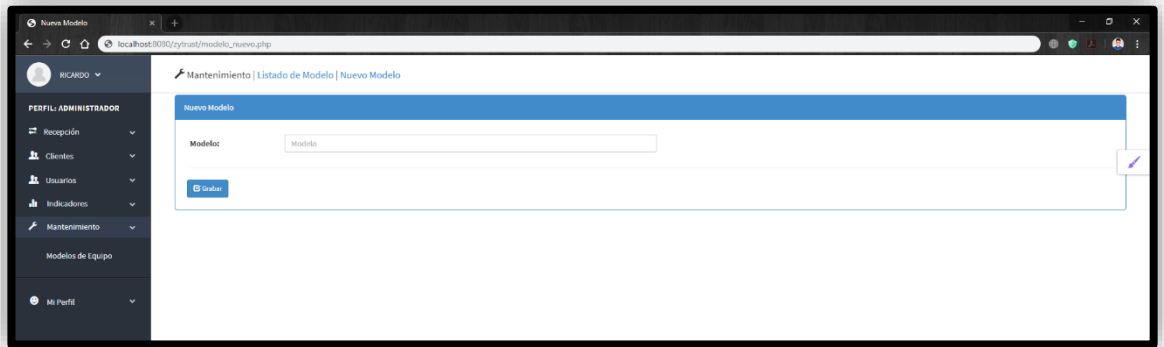 Nueva Modelo
localhost:8080/zytrust/modelo_nuevo.php
RICARDO
Mantenimiento | Listado de Modelo | Nuevo Modelo
PERFIL: ADMINISTRADOR
Recepción
Clientes
Usuarios
Indicadores
Mantenimiento
Modelos de Equipo
Mi Perfil
Nuevo Modelo
Modelo:
Modelo
Grabar